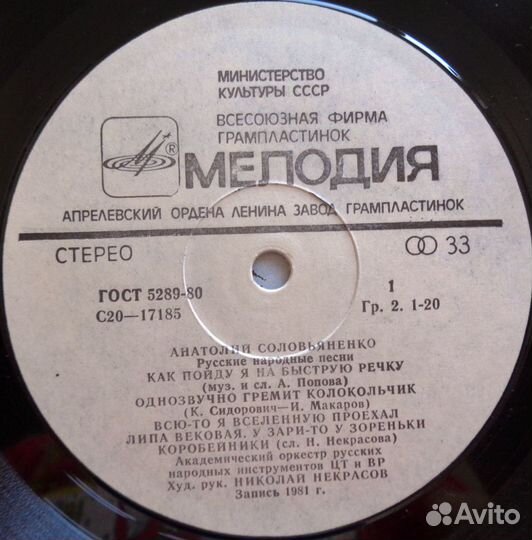 МИНИСТЕРСТВО
КУЛЬТУРЫ СССР
ВСЕСОЮЗНАЯ ФИРМА
ГРАМПЛАСТИНОК
®
МЕЛОДИЯ
АПРЕЛЕВСКИЙ ОРДЕНА ЛЕНИНА ЗАВОД ГРАМПЛАСТИНОК
СТЕРЕО
33
ГОСТ 5289-80
1
С20—17185
Гр. 2. 1-20
АНАТОЛИЙ СОЛОВЬЯНЕНКО
Русские народные песни
КАК ПОЙДУ Я НА БЫСТРУЮ РЕЧКУ
(муз. и сл. А. Попова)
ОДНОЗВУЧНО ГРЕМИТ КОЛОКОЛЬЧИК
(К. Сидорович—И. Макаров)
ВСЮ-ТО Я ВСЕЛЕННУЮ ПРОЕХАЛ
ЛИПА ВЕКОВАЯ. У ЗАРИ-ТО У ЗОРЕНЬКИ
КОРОБЕЙНИКИ (сл. Н. Некрасова)
Академический оркестр русских
народных инструментов ЦТ и ВР
Худ. рук. НИКОЛАЙ НЕКРАСОВ
Запись 1981 г.
Avito